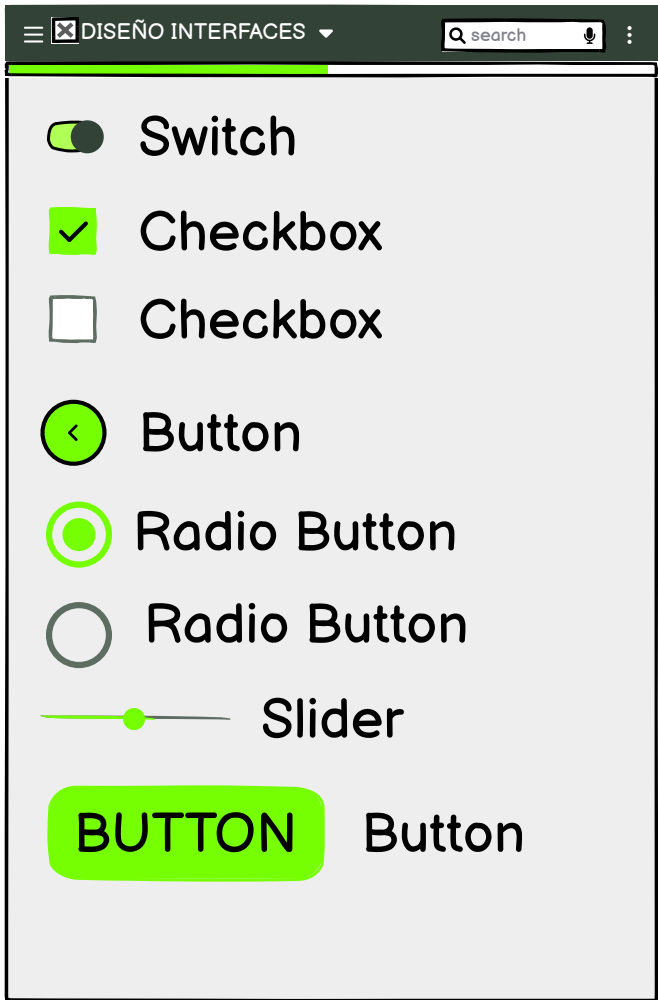 DISEÑO INTERFACES
search
Switch
Checkbox
Checkbox
Button
Radio Button
Radio Button
Slider
BUTTON Button